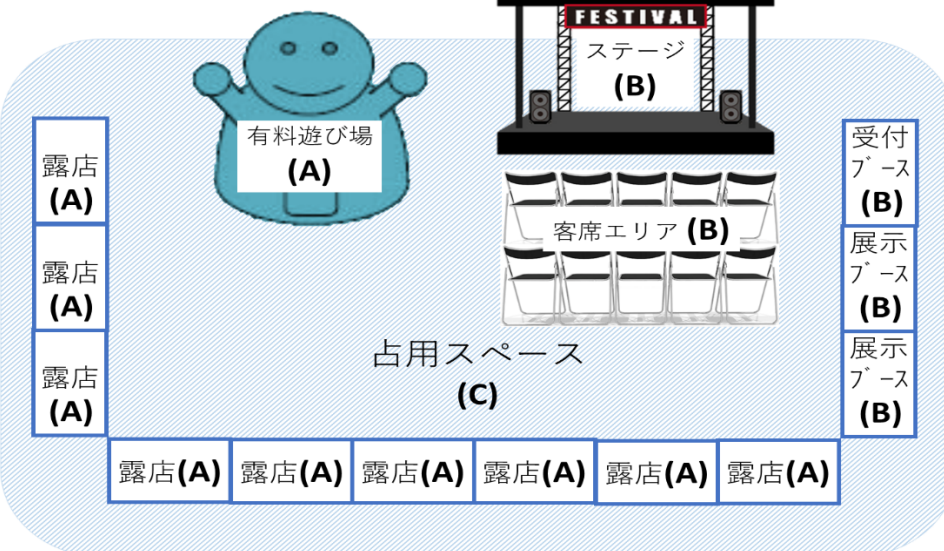 FESTIVAL
ステージ
(B)
有料遊び場
(A)
露店
(A)
露店
(A)
露店
(A)
受付
ブース
(B)
展示
ブース
(B)
展示
ブース
(B)
客席エリア (B)
占用スペース
(C)
露店(A)
露店(A)
露店(A)
露店(A)
露店(A)
露店(A)